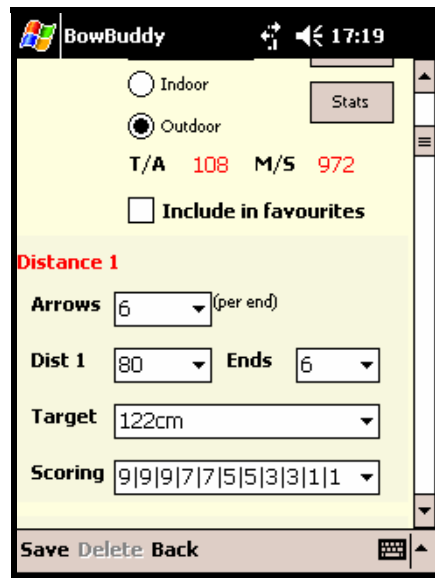 BowBuddy 17:19
Indoor
Stats
Outdoor
T/A 108 M/S 972
Include in favourites
Distance 1
Arrows 6 (per end)
Dist 1 80 Ends 6
Target 122cm
Scoring 9|9|9|7|7|5|5|3|3|1|1
Save Delete Back